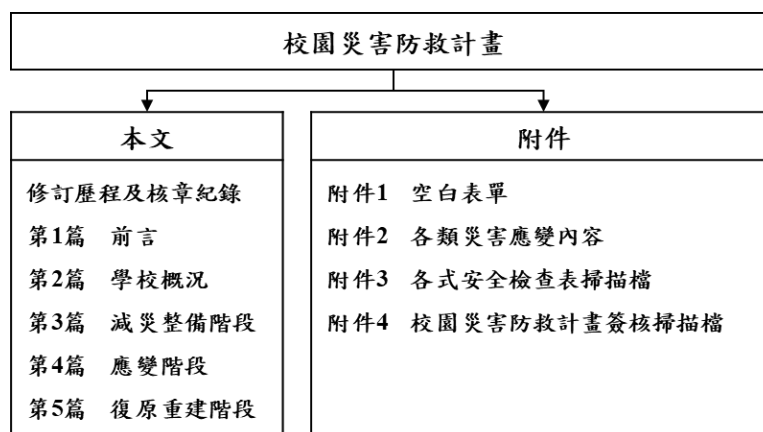 校園災害防救計畫
本文
修訂歷程及核章紀錄
第1篇 前言
第2篇 學校概況
第3篇 減災整備階段
第4篇 應變階段
第5篇 復原重建階段
附件
附件1 空白表單
附件2 各類災害應變內容
附件3 各式安全檢查表掃描檔
附件4 校園災害防救計畫簽核掃描檔